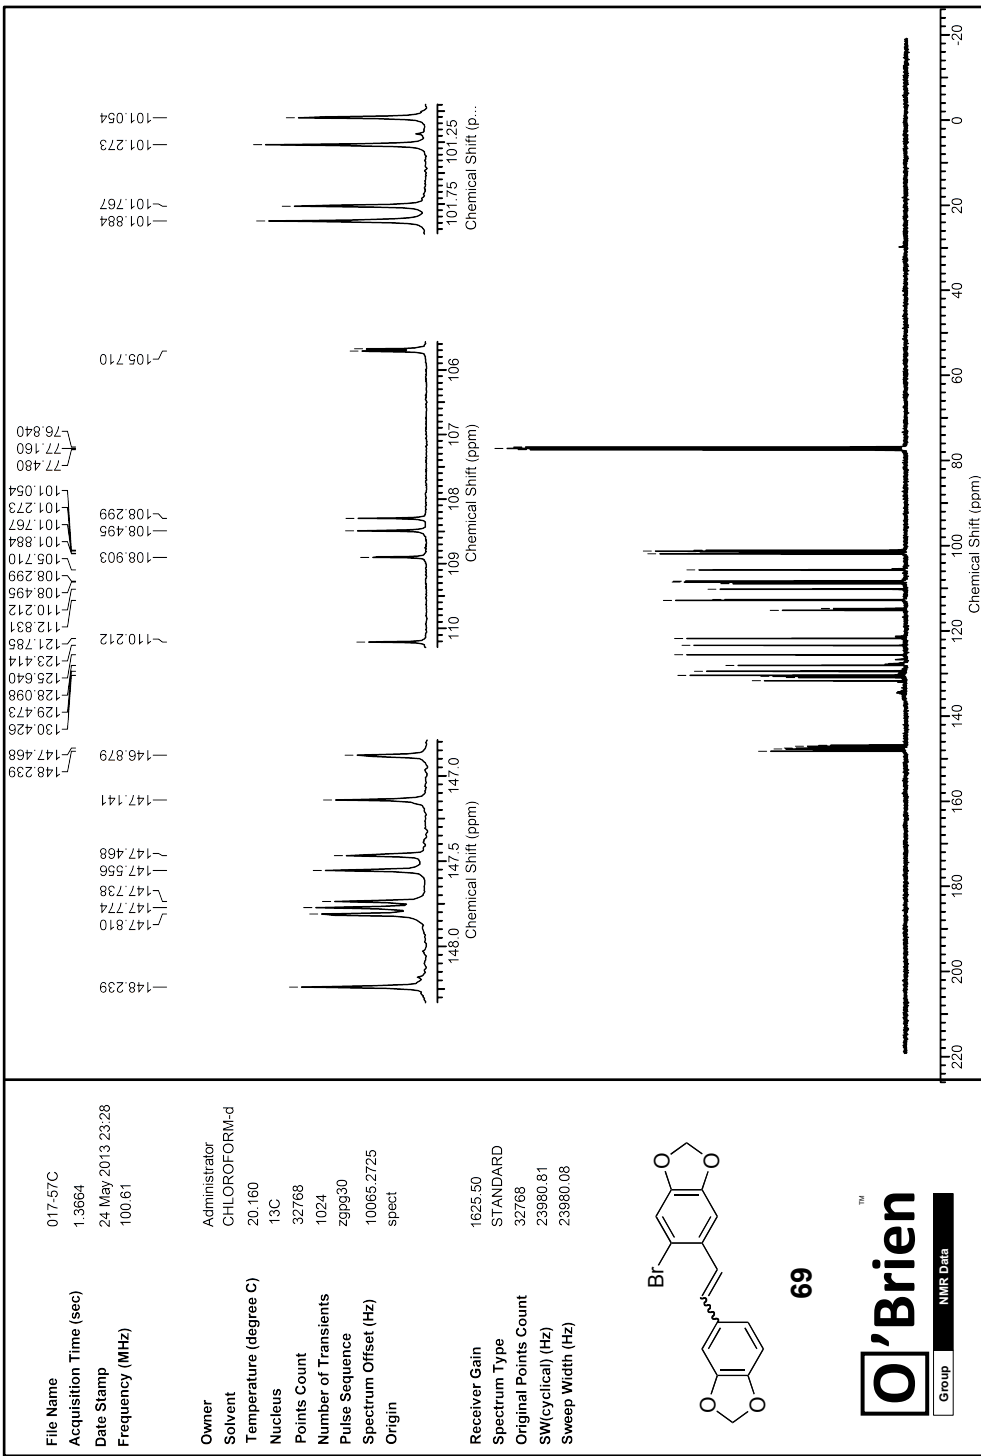 File Name 017-57C
Acquisition Time (sec) 1.3664
Date Stamp 24 May 2013 23:28
Frequency (MHz) 100.61
Owner Administrator
Solvent CHLOROFORM-d
Temperature (degree C) 20.160
Nucleus 13C
Points Count 32768
Number of Transients 1024
Pulse Sequence zgpg30
Spectrum Offset (Hz) 10065.2725
Origin spect
Receiver Gain 1625.50
Spectrum Type STANDARD
Original Points Count 32768
SW(cyclical) (Hz) 23980.81
Sweep Width (Hz) 23980.08
Br
O
O
O
O
69
O'Brien
TM
Group NMR Data
148.239
147.468
130.426
129.473
128.098
125.640
123.414
121.785
112.831
110.212
108.495
108.299
105.710
101.884
101.767
101.273
101.054
77.480
77.160
76.840
148.239
147.810
147.774
147.738
147.556
147.468
147.141
146.879
148.0 147.5 147.0
Chemical Shift (ppm)
110.212
108.903
108.495
108.299
105.710
110 109 108 107 106
Chemical Shift (ppm)
101.884
101.767
101.273
101.054
101.75 101.25
Chemical Shift (p...
220 200 180 160 140 120 100 80 60 40 20 0 -20
Chemical Shift (ppm)